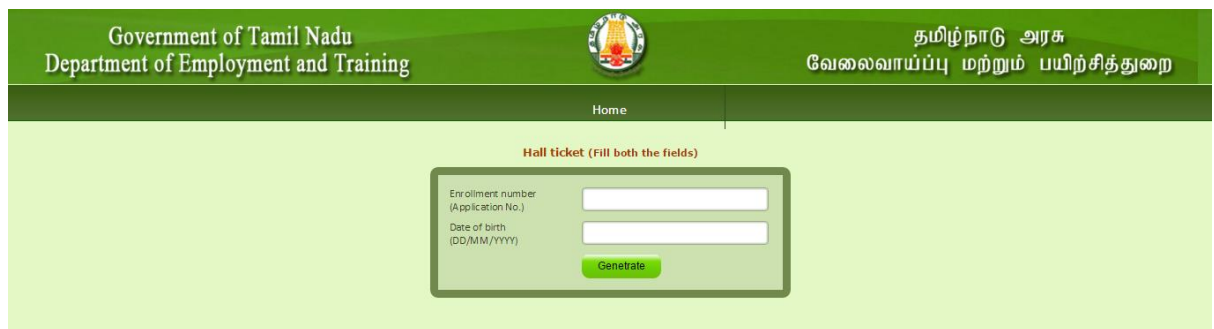 Government of Tamil Nadu
Department of Employment and Training
தமிழ்நாடு அரசு
வேலைவாய்ப்பு மற்றும் பயிற்சித்துறை
Home
Hall ticket (Fill both the fields)
Enrollment number
(Application No.)
Date of birth
(DD/MM/YYYY)
Genetrate